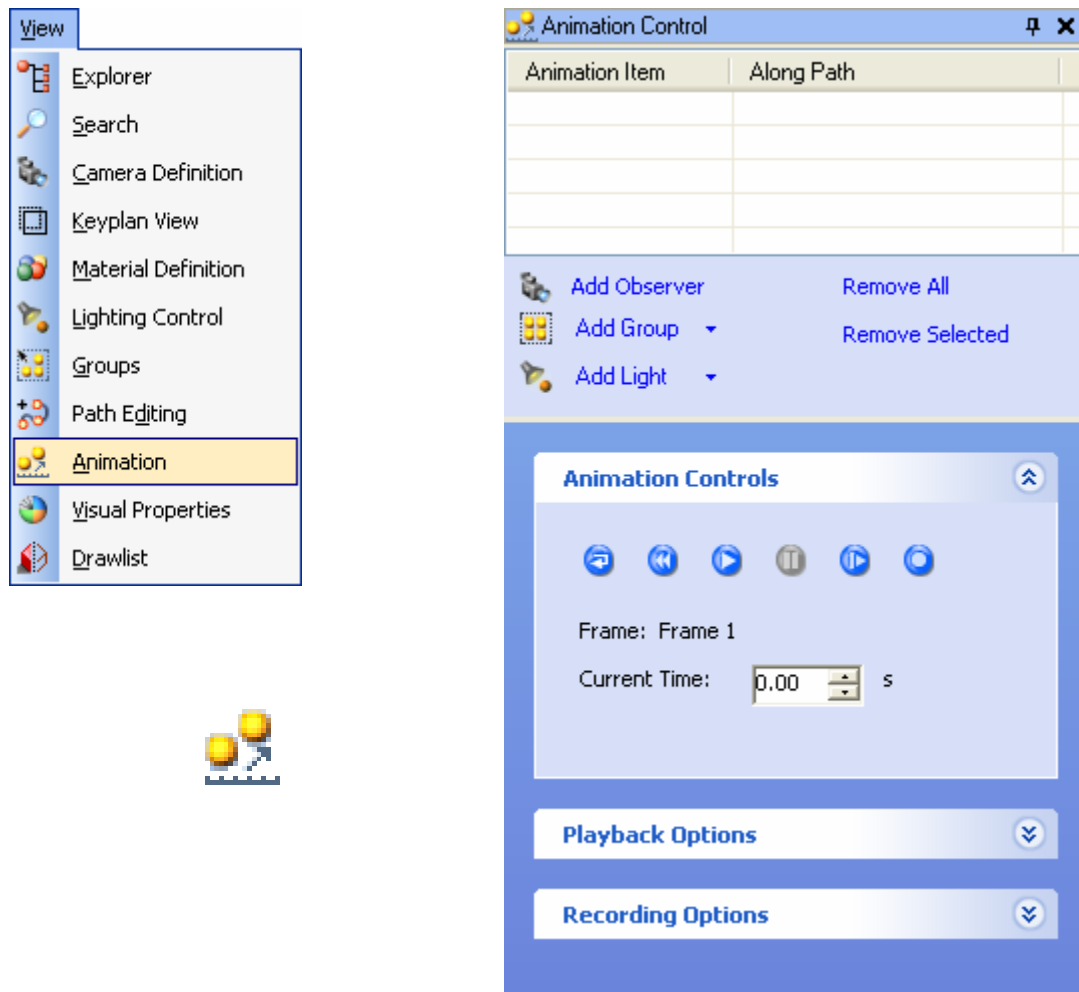 View
Explorer
Search
Camera Definition
Keyplan View
Material Definition
Lighting Control
Groups
Path Editing
Animation
Visual Properties
Drawlist
Animation Control
Animation Item Along Path
Add Observer Remove All
Add Group Remove Selected
Add Light
Animation Controls
Frame: Frame 1
Current Time: 0.00 s
Playback Options
Recording Options